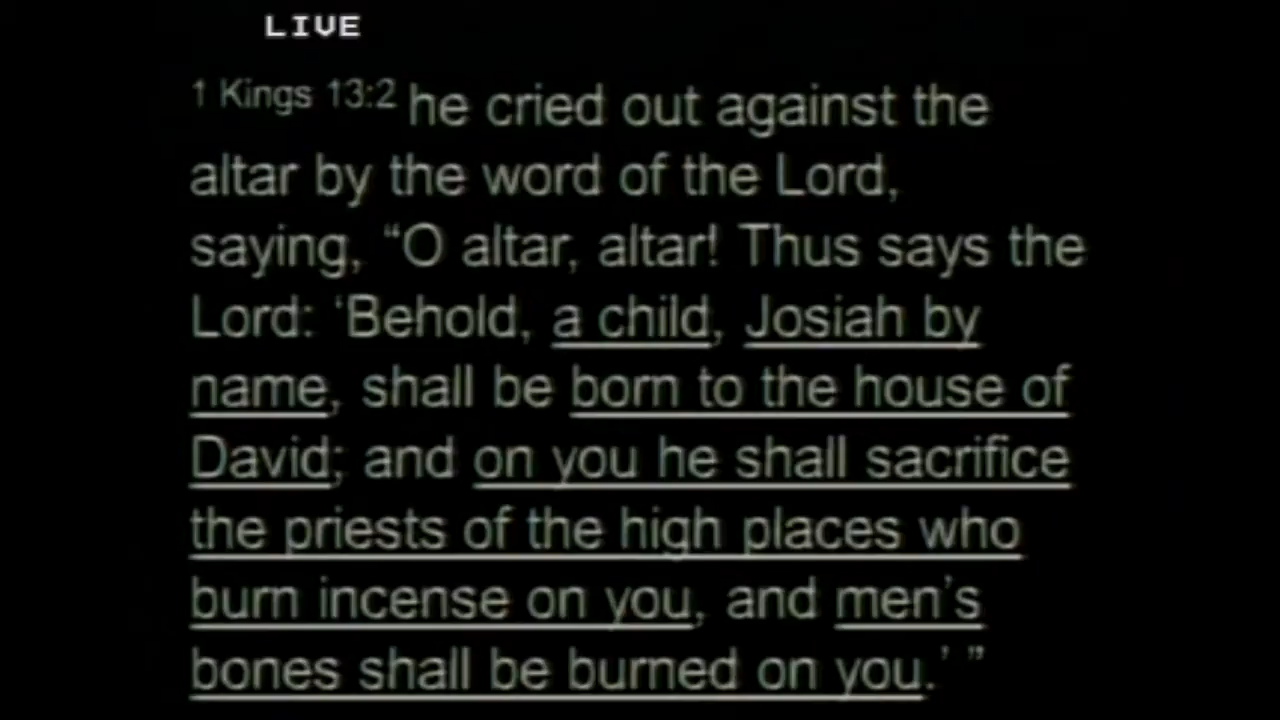 LIVE
1 Kings 13:2 he cried out against the
altar by the word of the Lord,
saying, “O altar, altar! Thus says the
Lord: ‘Behold, a child, Josiah by
name, shall be born to the house of
David; and on you he shall sacrifice
the priests of the high places who
burn incense on you, and men’s
bones shall be burned on you.’ ”